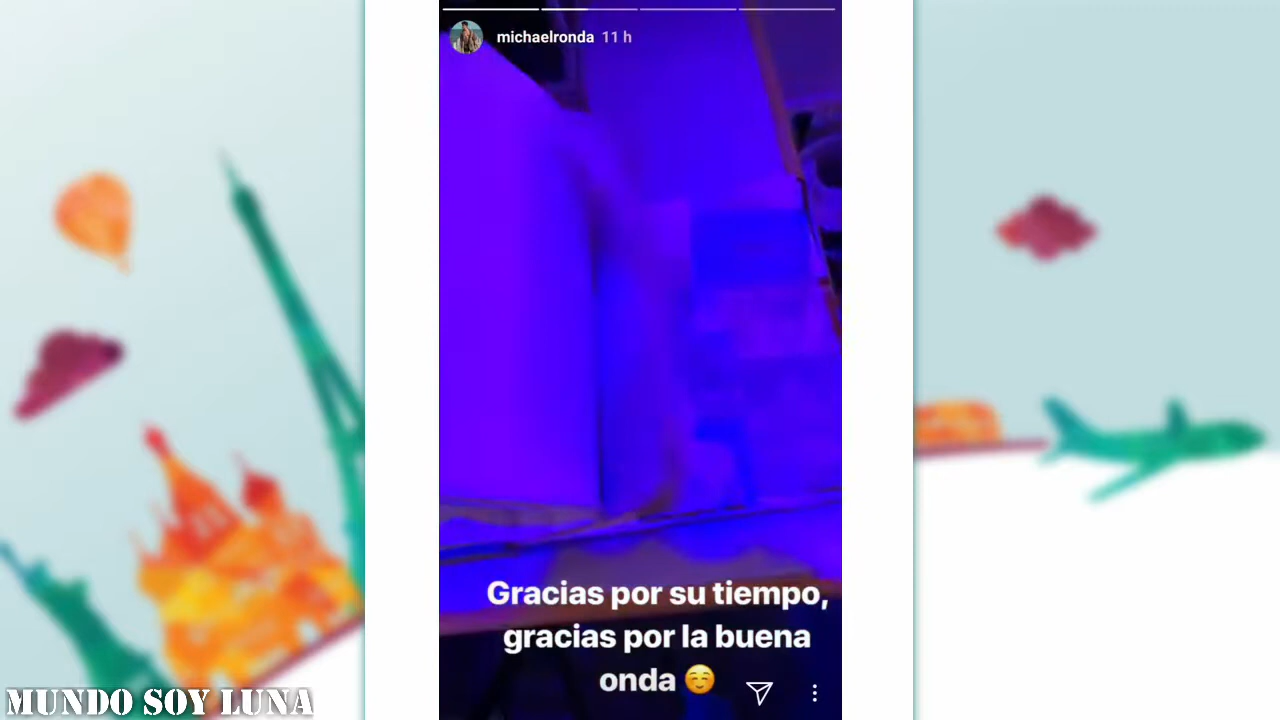 michaelronda 11 h
Gracias por su tiempo,
gracias por la buena
onda ☺️
MUNDO SOY LUNA